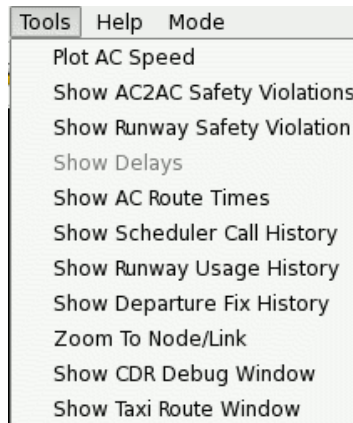 Tools Help Mode
Plot AC Speed
Show AC2AC Safety Violations
Show Runway Safety Violation
Show Delays
Show AC Route Times
Show Scheduler Call History
Show Runway Usage History
Show Departure Fix History
Zoom To Node/Link
Show CDR Debug Window
Show Taxi Route Window